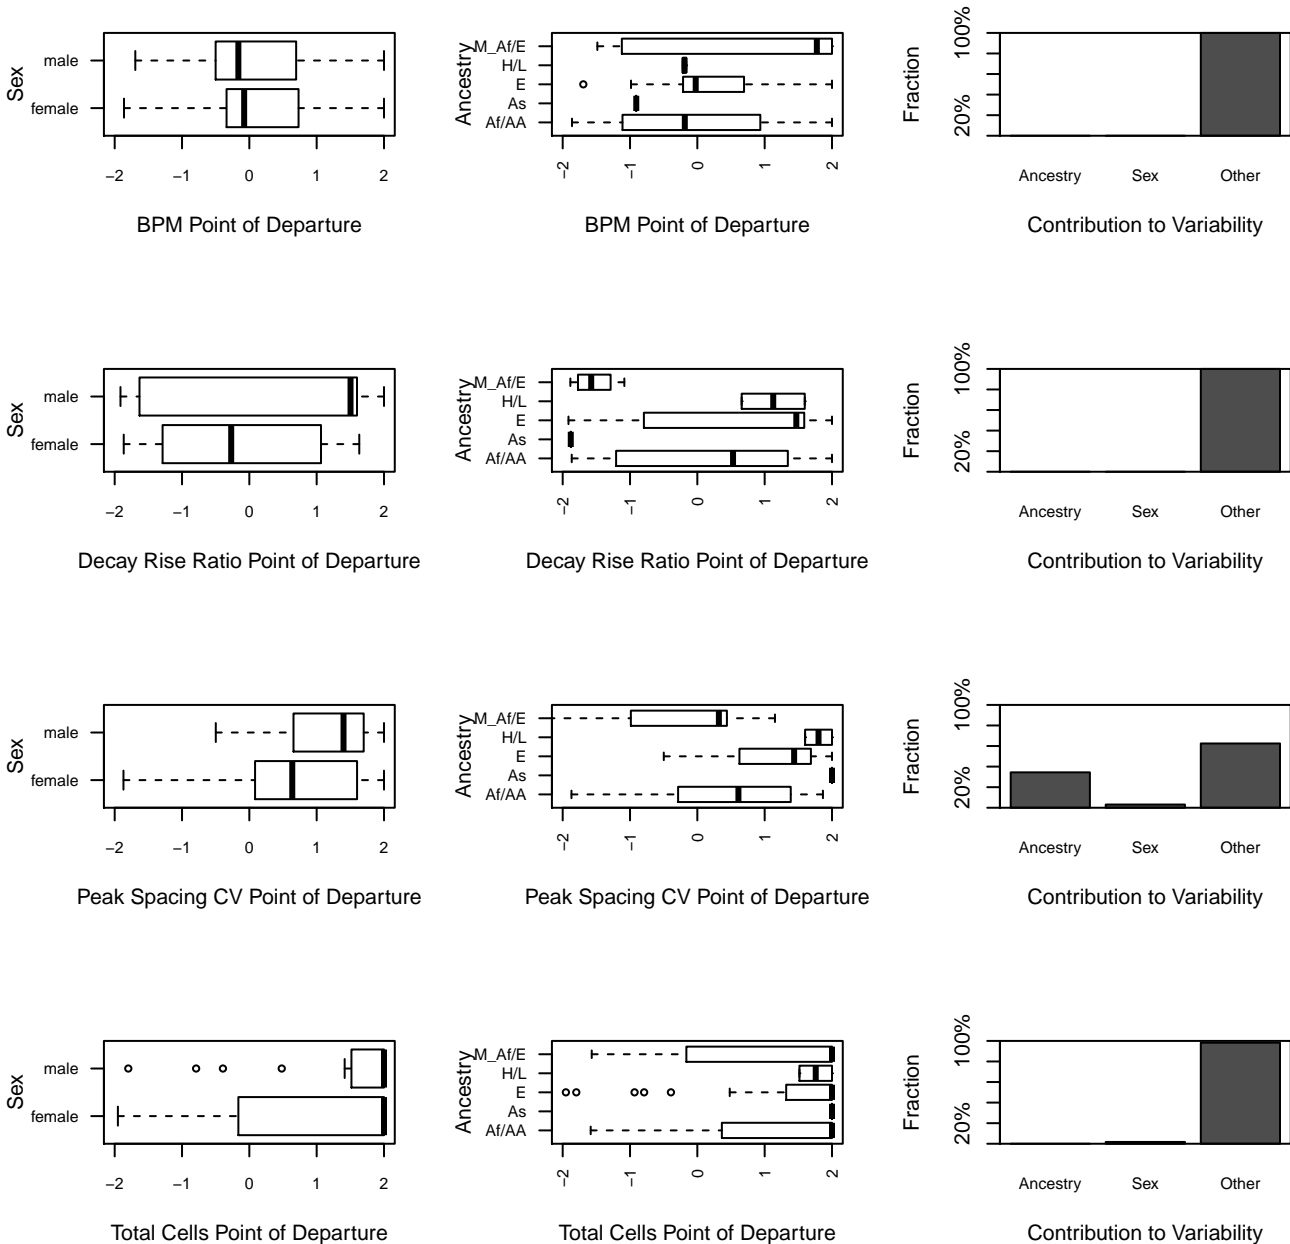 Sex
male
female
−2 −1 0 1 2
BPM Point of Departure
Ancestry
M_Af/E
H/L
E
As
Af/AA
−2 −1 0 1 2
BPM Point of Departure
Fraction
100%
20%
Ancestry Sex Other
Contribution to Variability
Sex
male
female
−2 −1 0 1 2
Decay Rise Ratio Point of Departure
Ancestry
M_Af/E
H/L
E
As
Af/AA
−2 −1 0 1 2
Decay Rise Ratio Point of Departure
Fraction
100%
20%
Ancestry Sex Other
Contribution to Variability
Sex
male
female
−2 −1 0 1 2
Peak Spacing CV Point of Departure
Ancestry
M_Af/E
H/L
E
As
Af/AA
−2 −1 0 1 2
Peak Spacing CV Point of Departure
Fraction
100%
20%
Ancestry Sex Other
Contribution to Variability
Sex
male
female
−2 −1 0 1 2
Total Cells Point of Departure
Ancestry
M_Af/E
H/L
E
As
Af/AA
−2 −1 0 1 2
Total Cells Point of Departure
Fraction
100%
20%
Ancestry Sex Other
Contribution to Variability